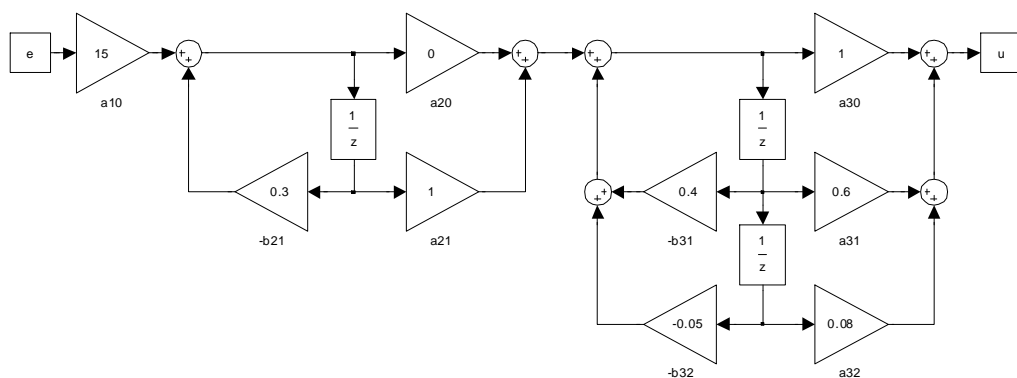 e
15
a10
+
+
0
a20
+
+
+
+
1
a30
+
+
u
1
z
1
z
0.3
-b21
1
a21
+
+
0.4
-b31
0.6
a31
+
+
1
z
-0.05
-b32
0.08
a32